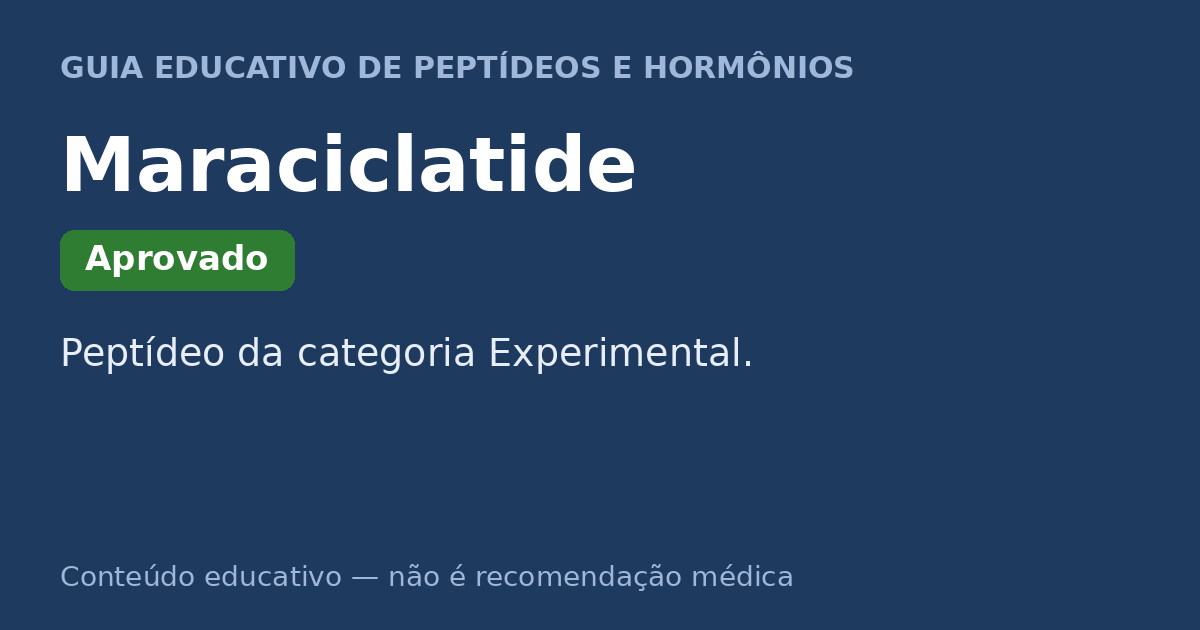 GUIA EDUCATIVO DE PEPTÍDEOS E HORMÔNIOS
Maraciclatide
Aprovado
Peptídeo da categoria Experimental.
Conteúdo educativo — não é recomendação médica